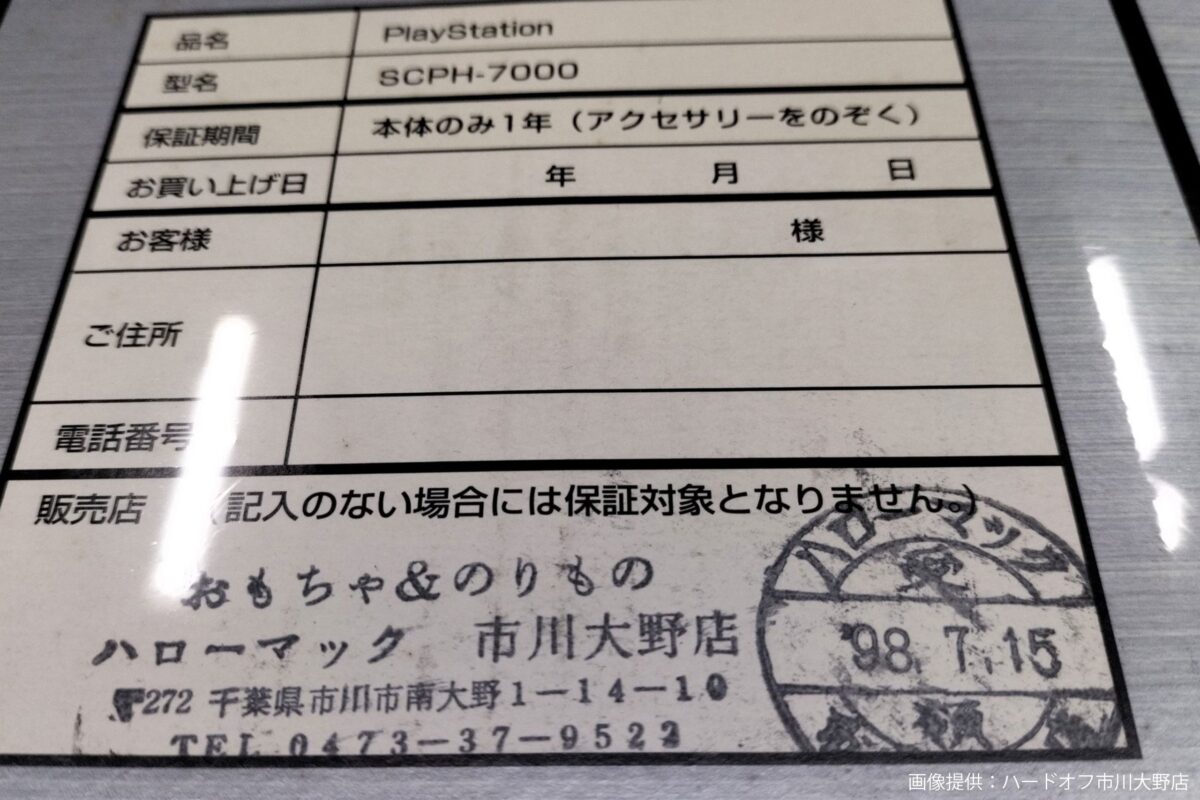 品名 PlayStation
型名 SCPH-7000
保証期間 本体のみ1年（アクセサリーをのぞく）
お買い上げ日 年 月 日
お客様 様
ご住所
電話番号
販売店 （記入のない場合には保証対象となりません。）
おもちゃ&のりもの
ハローマック 市川大野店
〒272 千葉県市川市南大野1－14－10
TEL 0473－37－9522
ハローマック
'98.7.15
画像提供：ハードオフ市川大野店